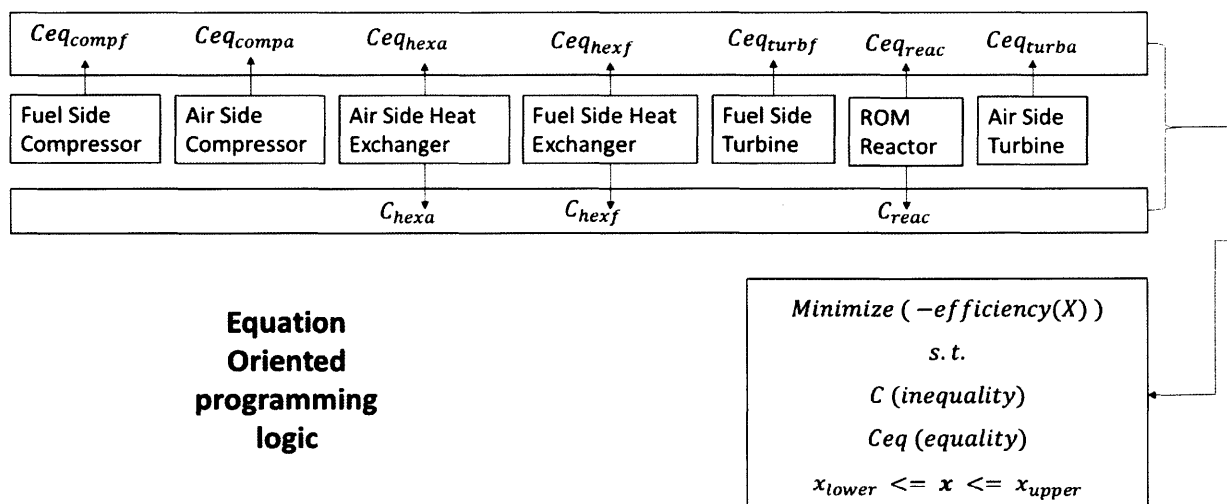 Ceq_compf Ceq_compa Ceq_hexa Ceq_hexf Ceq_turbf Ceq_reac Ceq_turba
Fuel Side
Compressor
Air Side
Compressor
Air Side Heat
Exchanger
Fuel Side Heat
Exchanger
Fuel Side
Turbine
ROM
Reactor
Air Side
Turbine
C_hexa C_hexf C_reac
Equation
Oriented
programming
logic
Minimize ( −efficiency(X) )
s. t.
C (inequality)
Ceq (equality)
x_lower <= x <= x_upper